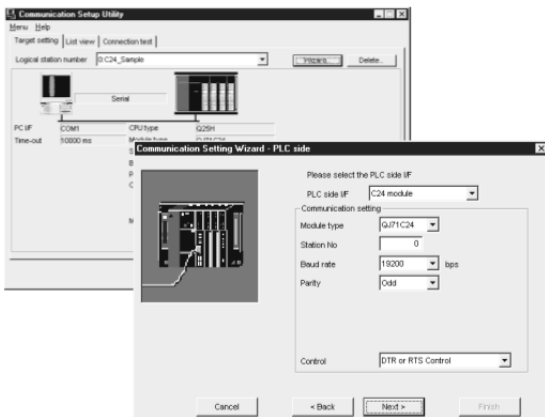 Communication Setup Utility
Menu Help
Target setting List view Connection test
Logical station number 0:C24_Sample Wizard... Delete...
Serial
PC I/F COM1 CPU type Q25H
Time-out 10000 ms Module type QJ71C24
Communication Setting Wizard - PLC side
Please select the PLC side I/F
PLC side I/F C24 module
Communication setting
Module type QJ71C24
Station No 0
Baud rate 19200 bps
Parity Odd
Control DTR or RTS Control
Cancel < Back Next > Finish